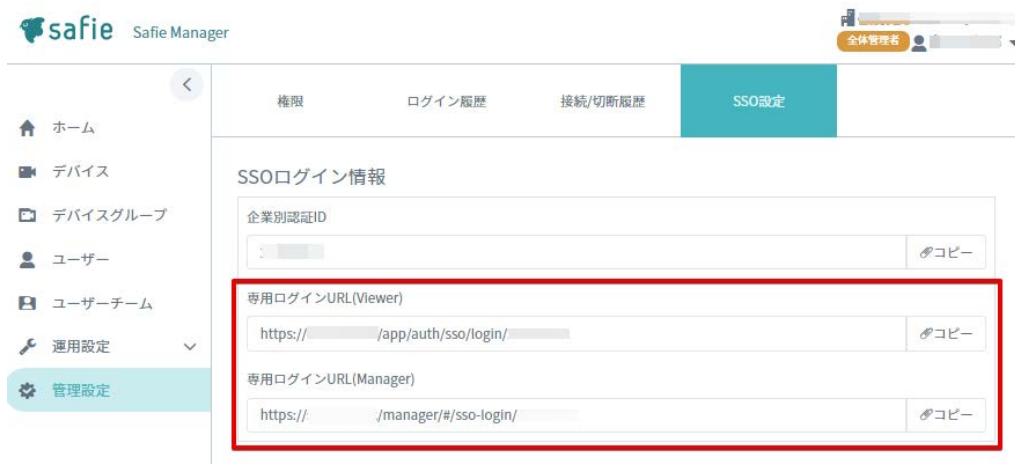 safie Safie Manager
全体管理者
権限 ログイン履歴 接続/切断履歴 SSO設定
ホーム
デバイス
デバイスグループ
ユーザー
ユーザーチーム
運用設定
管理設定
SSOログイン情報
企業別認証ID
コピー
専用ログインURL(Viewer)
https:// /app/auth/sso/login/ コピー
専用ログインURL(Manager)
https:// /manager/#/sso-login/ コピー